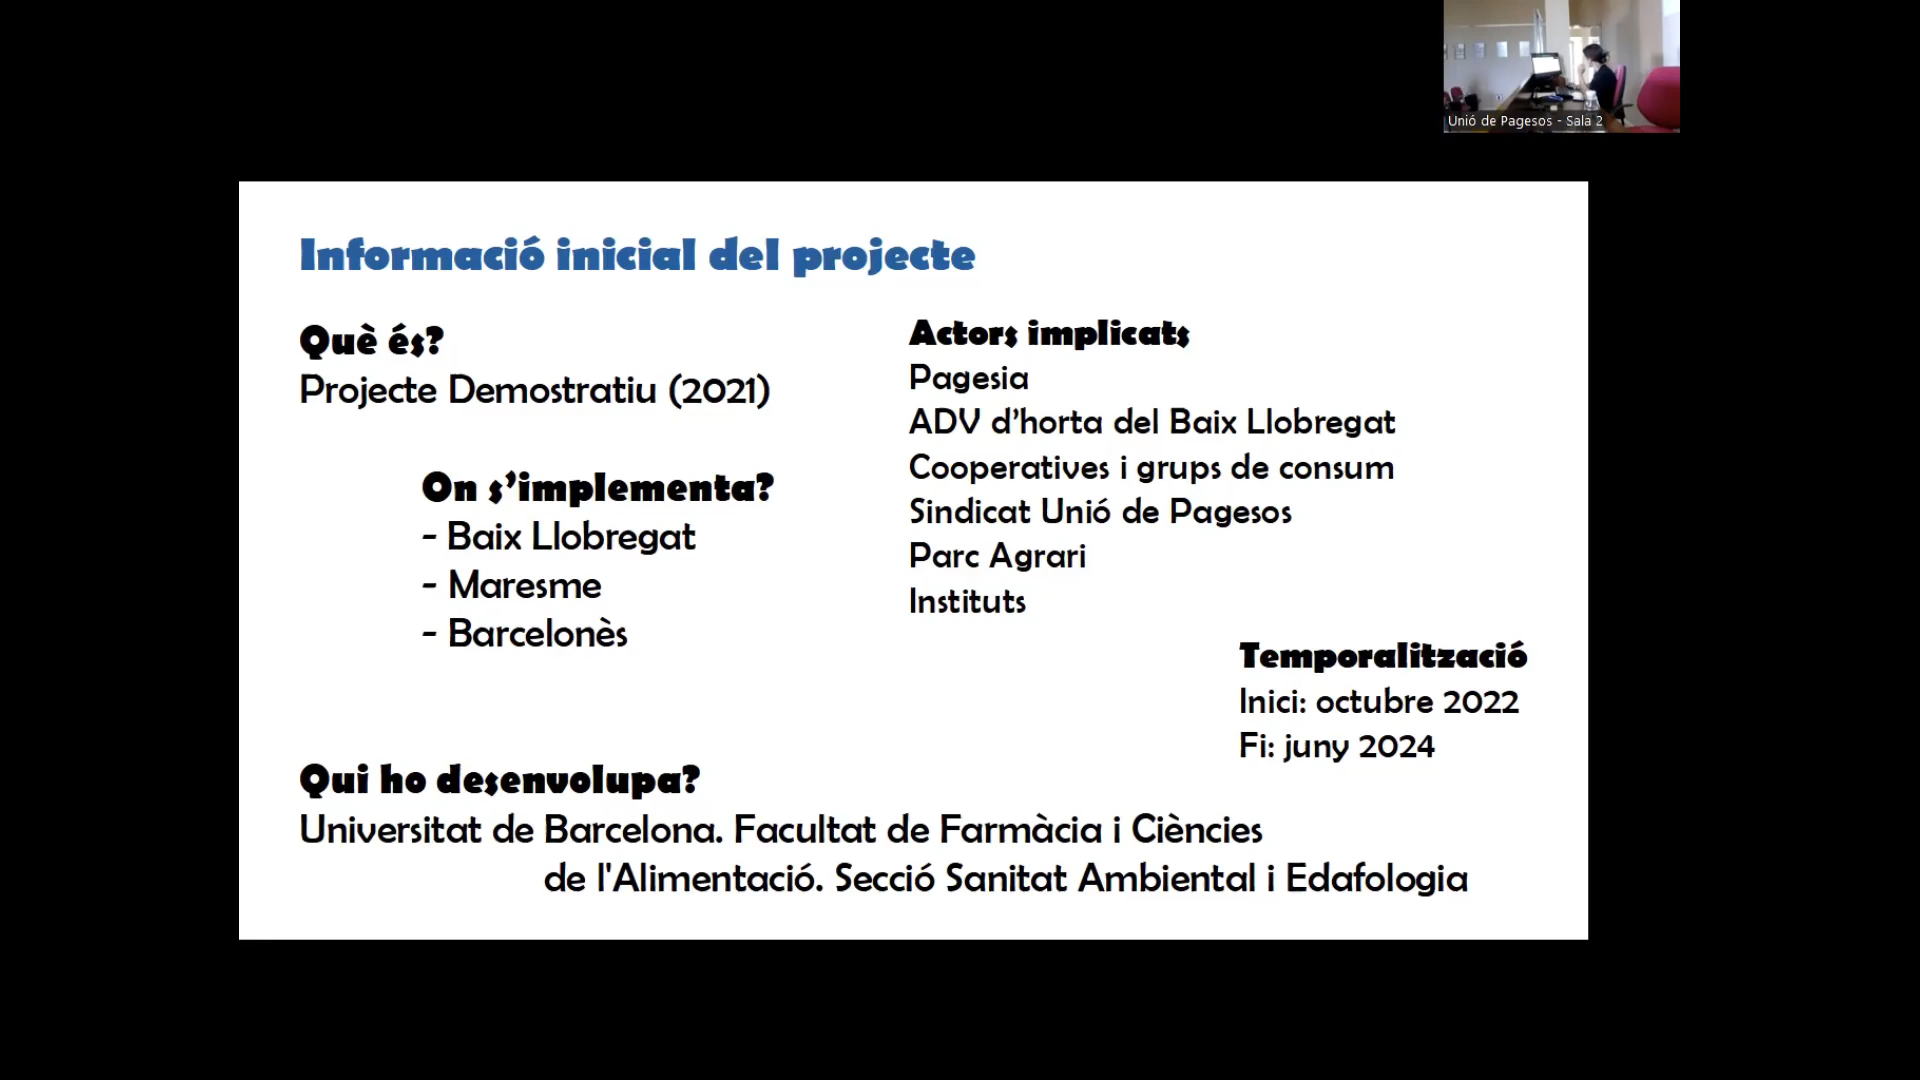 Unió de Pagesos - Sala 2
Informació inicial del projecte
Què és?
Projecte Demostratiu (2021)
On s’implementa?
- Baix Llobregat
- Maresme
- Barcelonès
Actors implicats
Pagesia
ADV d’horta del Baix Llobregat
Cooperatives i grups de consum
Sindicat Unió de Pagesos
Parc Agrari
Instituts
Temporalització
Inici: octubre 2022
Fi: juny 2024
Qui ho desenvolupa?
Universitat de Barcelona. Facultat de Farmàcia i Ciències
de l'Alimentació. Secció Sanitat Ambiental i Edafologia